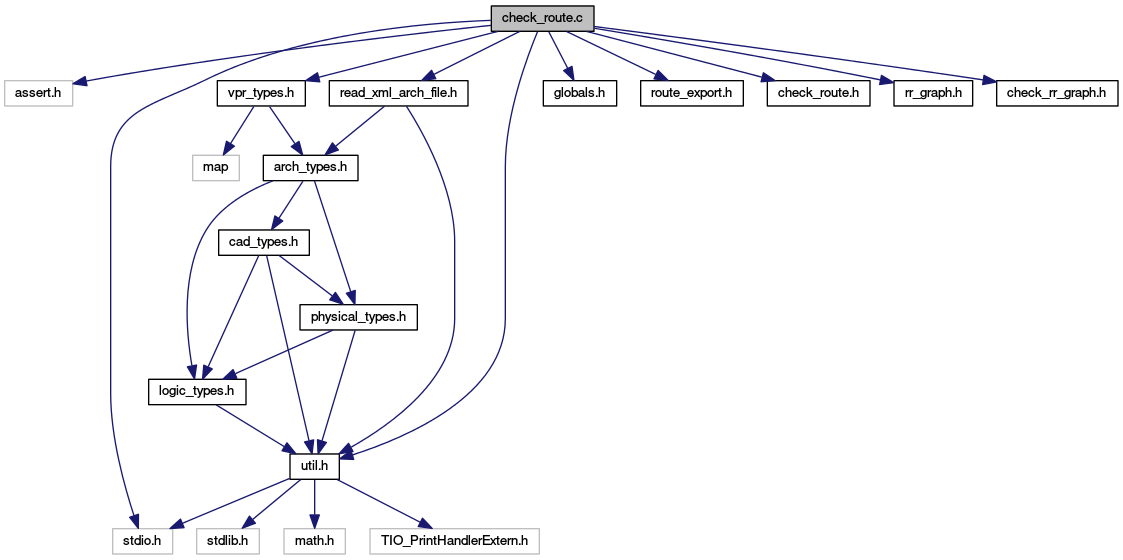 check_route.c
assert.h
vpr_types.h
read_xml_arch_file.h
globals.h
route_export.h
check_route.h
rr_graph.h
check_rr_graph.h
map
arch_types.h
cad_types.h
physical_types.h
logic_types.h
util.h
stdio.h
stdlib.h
math.h
TIO_PrintHandlerExtern.h